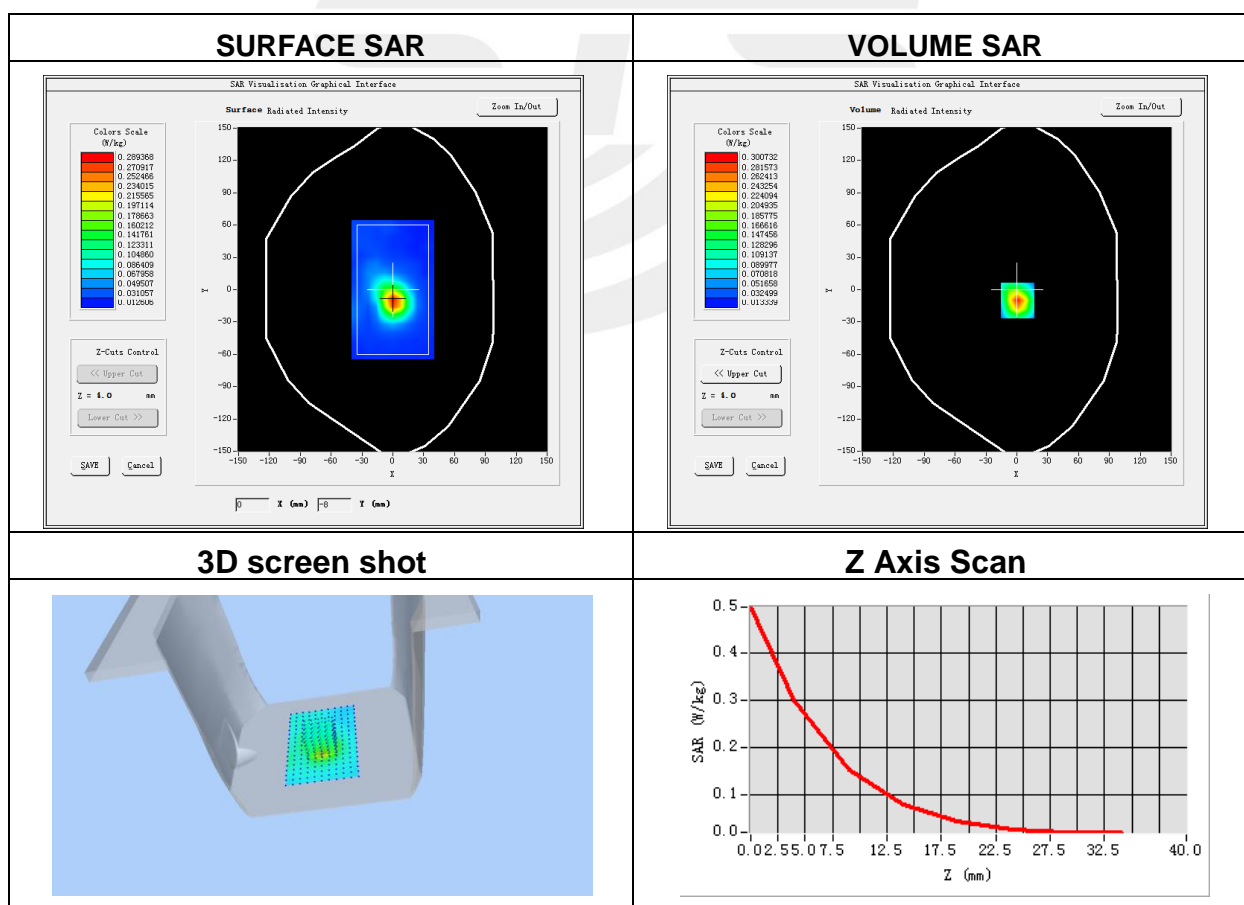 SURFACE SAR
SAR Visualisation Graphical Interface
Surface Radiated Intensity
Zoom In/Out
Colors Scale
(W/kg)
0.289368
0.270917
0.252466
0.234015
0.215565
0.197114
0.178663
0.160212
0.141761
0.123311
0.104860
0.086409
0.067958
0.049507
0.031057
0.012606
Z-Cuts Control
<< Upper Cut
Z = 4.0 mm
Lower Cut >>
SAVE Cancel
150
120
90
60
30
Y 0
-30
-60
-90
-120
-150
-150 -120 -90 -60 -30 0 30 60 90 120 150
X
0 X (mm) -8 Y (mm)
VOLUME SAR
SAR Visualisation Graphical Interface
Volume Radiated Intensity
Zoom In/Out
Colors Scale
(W/kg)
0.300732
0.281573
0.262413
0.243254
0.224094
0.204935
0.185775
0.166616
0.147456
0.128296
0.109137
0.089977
0.070818
0.051658
0.032499
0.013339
Z-Cuts Control
<< Upper Cut
Z = 4.0 mm
Lower Cut >>
SAVE Cancel
150
120
90
60
30
Y 0
-30
-60
-90
-120
-150
-150 -120 -90 -60 -30 0 30 60 90 120 150
X
3D screen shot
Z Axis Scan
0.5
0.4
0.3
0.2
0.1
0.0
SAR (W/kg)
0.0 2.5 5.0 7.5 12.5 17.5 22.5 27.5 32.5 40.0
Z (mm)